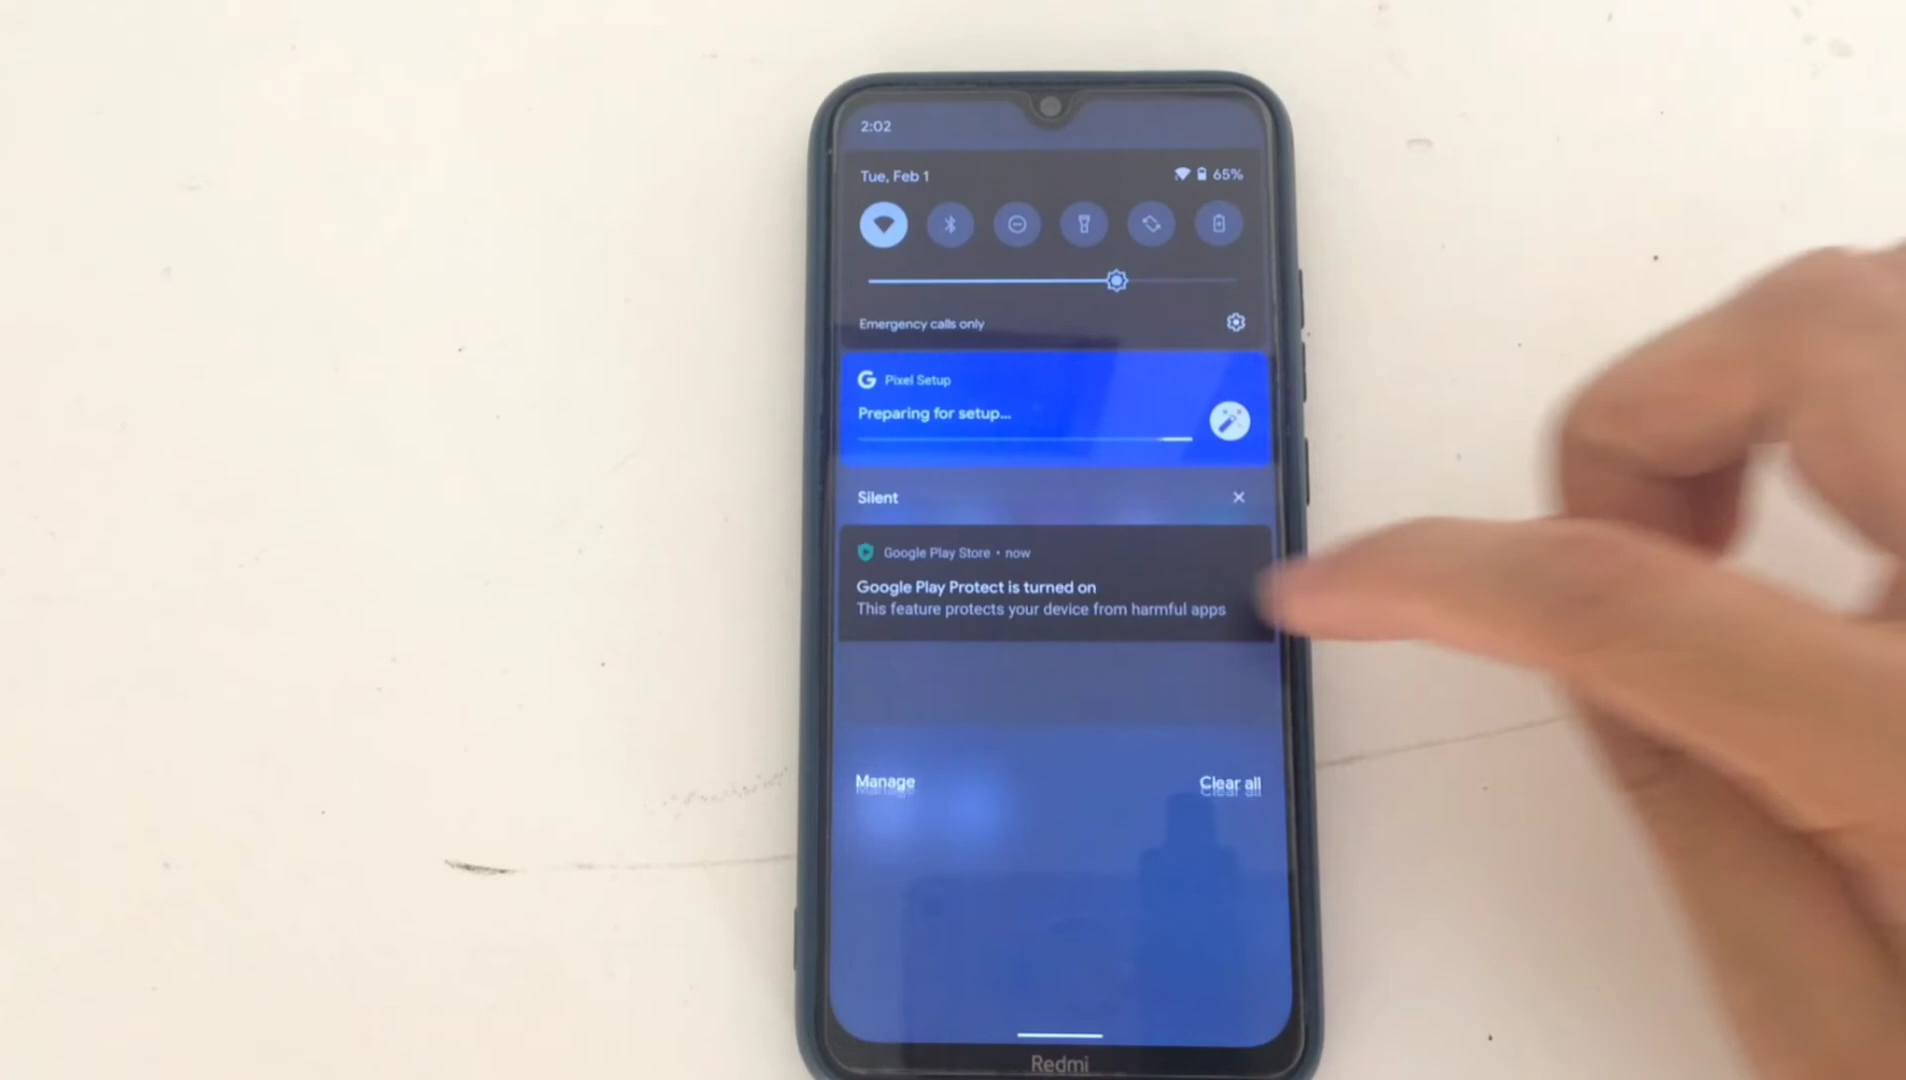 2:02
Tue, Feb 1
65%
Emergency calls only
G Pixel Setup
Preparing for setup...
Silent
Google Play Store • now
Google Play Protect is turned on
This feature protects your device from harmful apps
Manage
Clear all
Redmi